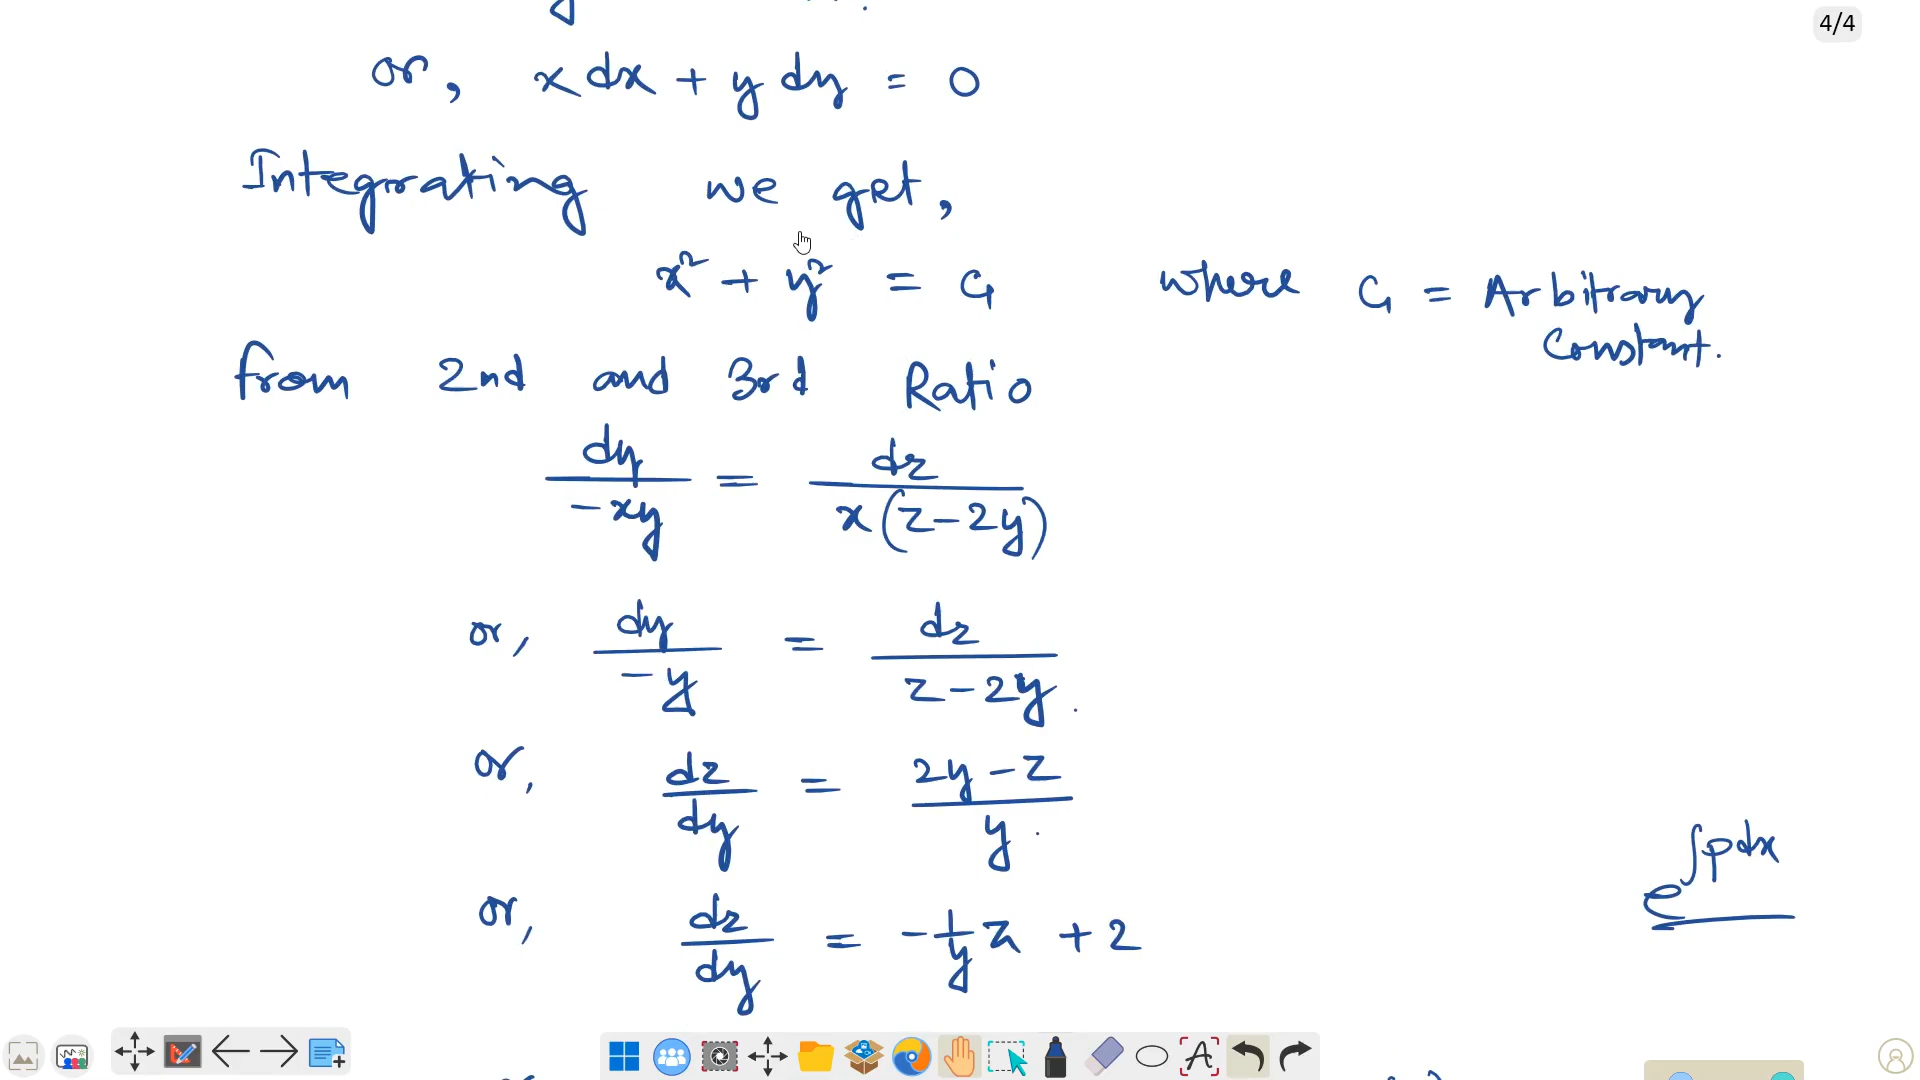 4/4
or, x dx + y dy = 0
Integrating we get,
x² + y² = C₁ where C₁ = Arbitrary
Constant.
from 2nd and 3rd Ratio
dy/-xy = dz/x(z-2y)
or, dy/-y = dz/z-2y.
or, dz/dy = 2y-z/y.
e^∫pdx
or, dz/dy = -1/y z + 2